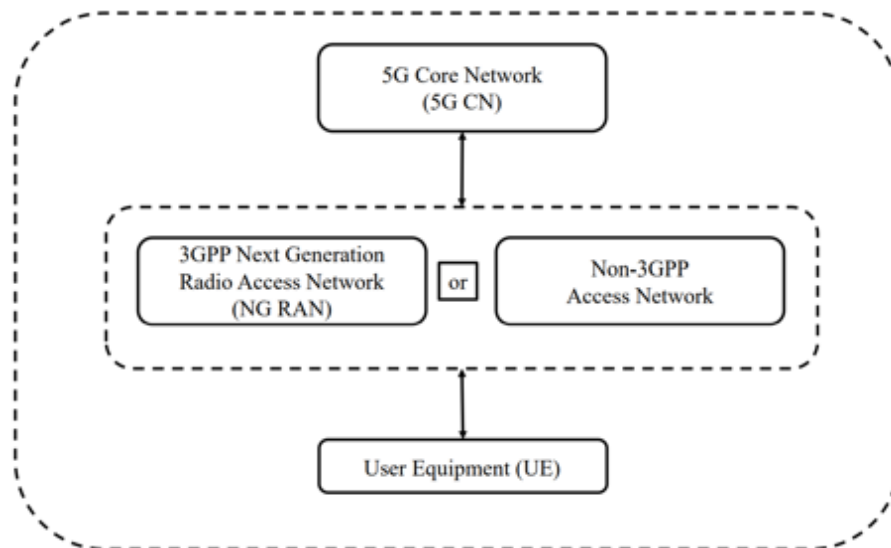 5G Core Network
(5G CN)
3GPP Next Generation
Radio Access Network
(NG RAN)
or
Non-3GPP
Access Network
User Equipment (UE)